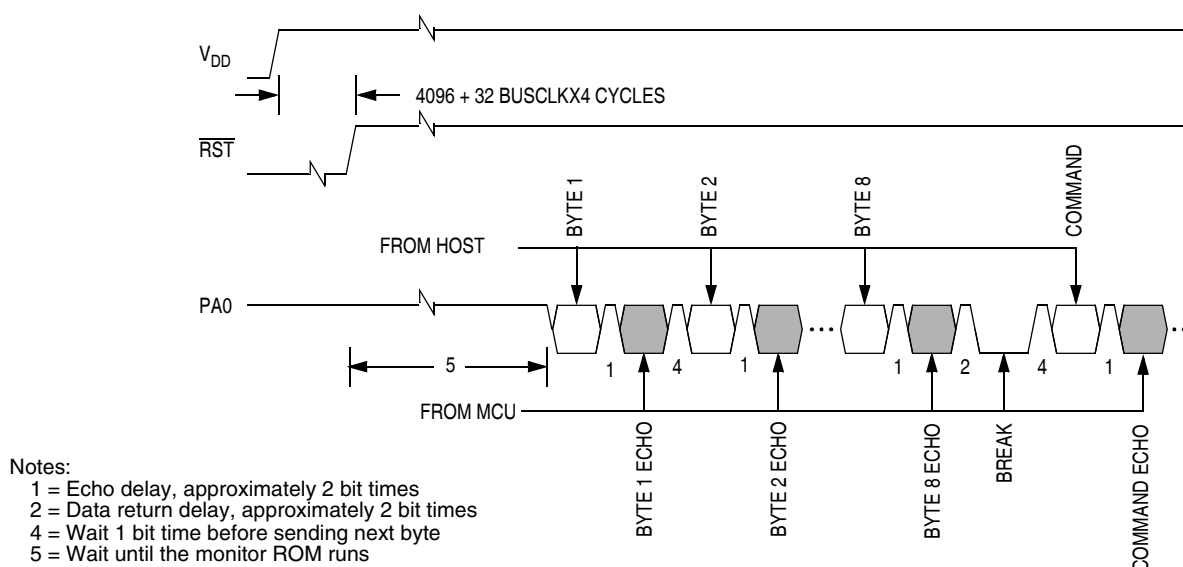 VDD
4096 + 32 BUSCLKX4 CYCLES
RST
BYTE 1
BYTE 2
BYTE 8
COMMAND
FROM HOST
PA0
1
4
1
1
2
4
1
5
FROM MCU
BYTE 1 ECHO
BYTE 2 ECHO
BYTE 8 ECHO
BREAK
COMMAND ECHO
Notes:
1 = Echo delay, approximately 2 bit times
2 = Data return delay, approximately 2 bit times
4 = Wait 1 bit time before sending next byte
5 = Wait until the monitor ROM runs